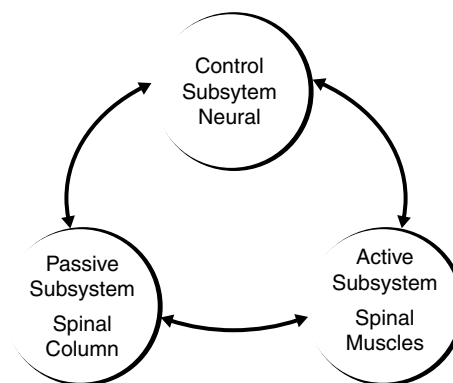 Control
Subsytem
Neural
Passive
Subsystem
Spinal
Column
Active
Subsystem
Spinal
Muscles